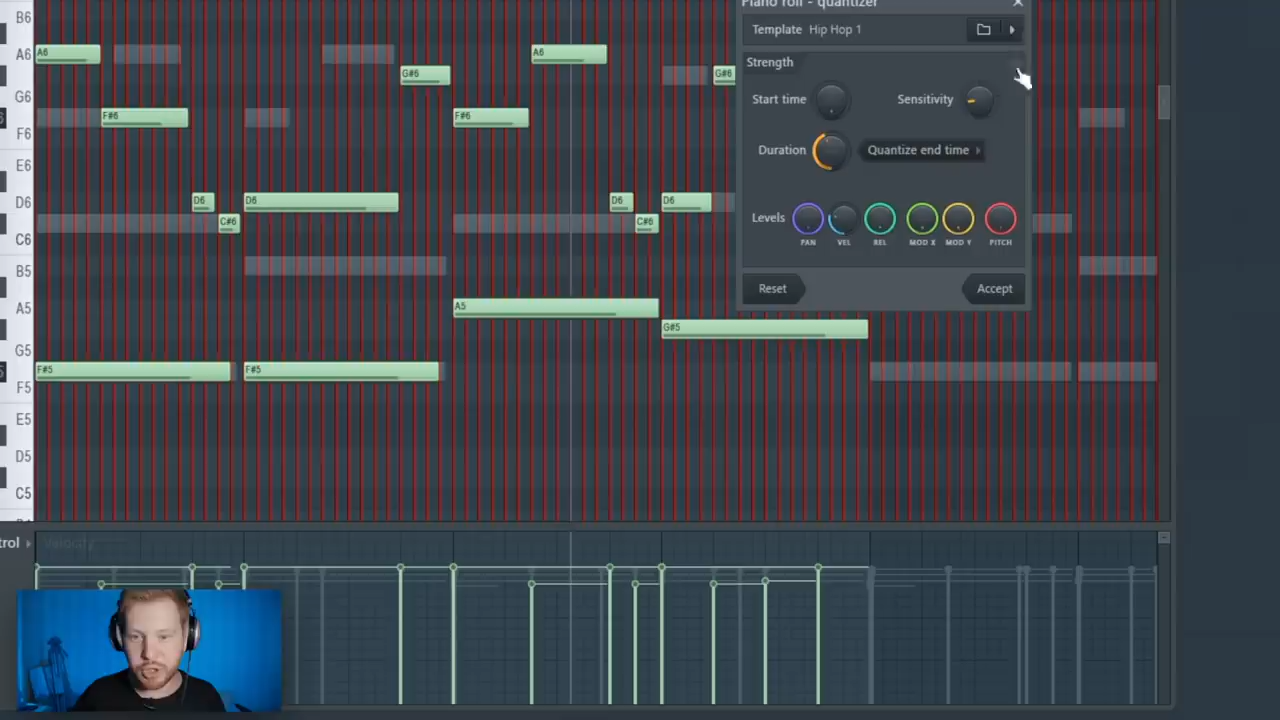 B6
Piano roll - quantizer
Template Hip Hop 1
A6
A6
A6
Strength
G#6
G#6
G6
Start time
Sensitivity
F#6
F#6
F6
Duration
Quantize end time
E6
D6
D6
D6
D6
D6
C#6
C#6
Levels
C6
PAN
VEL
REL
MOD X
MOD Y
PITCH
B5
Reset
Accept
A5
A5
G#5
G5
F#5
F#5
F5
E5
D5
C5
trol
Velocity